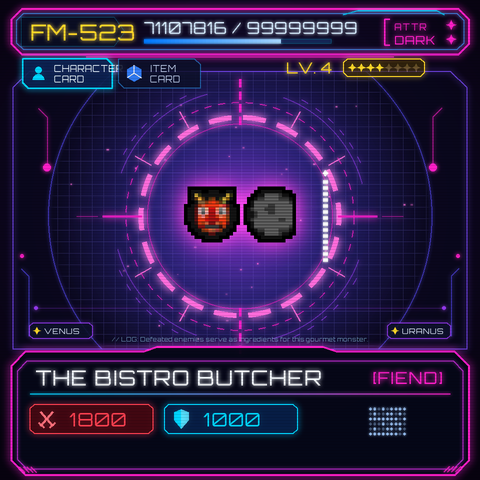 FM-523
71107816 / 99999999
ATTR
DARK
CHARACTER
CARD
ITEM
CARD
LV. 4
VENUS
URANUS
// LOG: Defeated enemies serve as ingredients for this gourmet monster.
THE BISTRO BUTCHER
[FIEND]
1800
1000